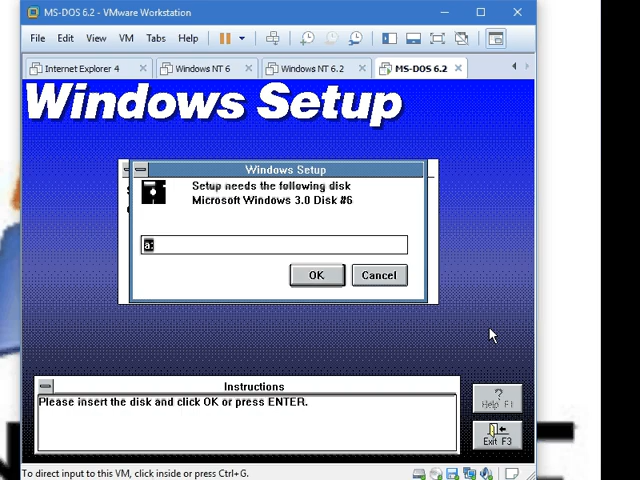 MS-DOS 6.2 - VMware Workstation
File Edit View VM Tabs Help
Internet Explorer 4 Windows NT 6 Windows NT 6.2 MS-DOS 6.2
Windows Setup
Windows Setup
Setup needs the following disk
Microsoft Windows 3.0 Disk #6
a:
OK Cancel
Instructions
Please insert the disk and click OK or press ENTER.
? Help F1
Exit F3
To direct input to this VM, click inside or press Ctrl+G.